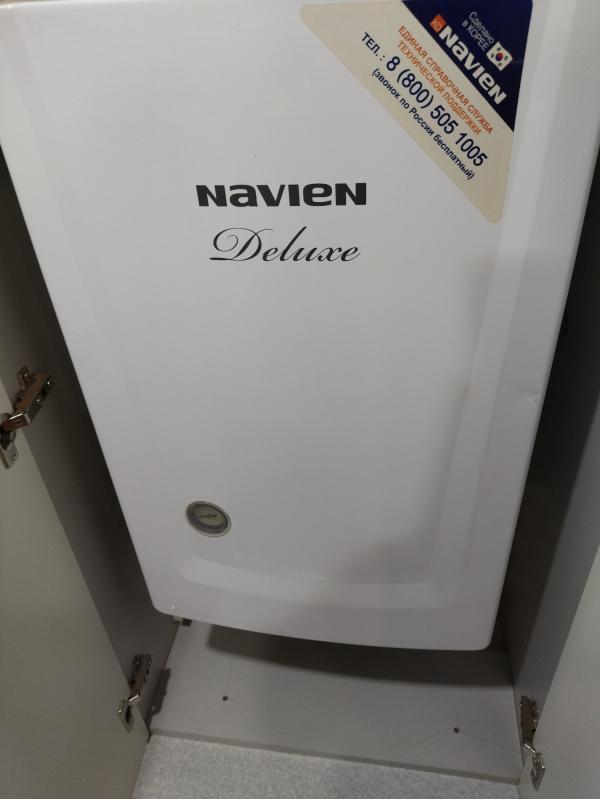 Сделано
в КОРЕЕ
NAVIEN
ЕДИНАЯ СПРАВОЧНАЯ СЛУЖБА
ТЕХНИЧЕСКОЙ ПОДДЕРЖКИ
ТЕЛ. : 8 (800) 505 1005
(звонок по России бесплатный)
NAVIEN
Deluxe